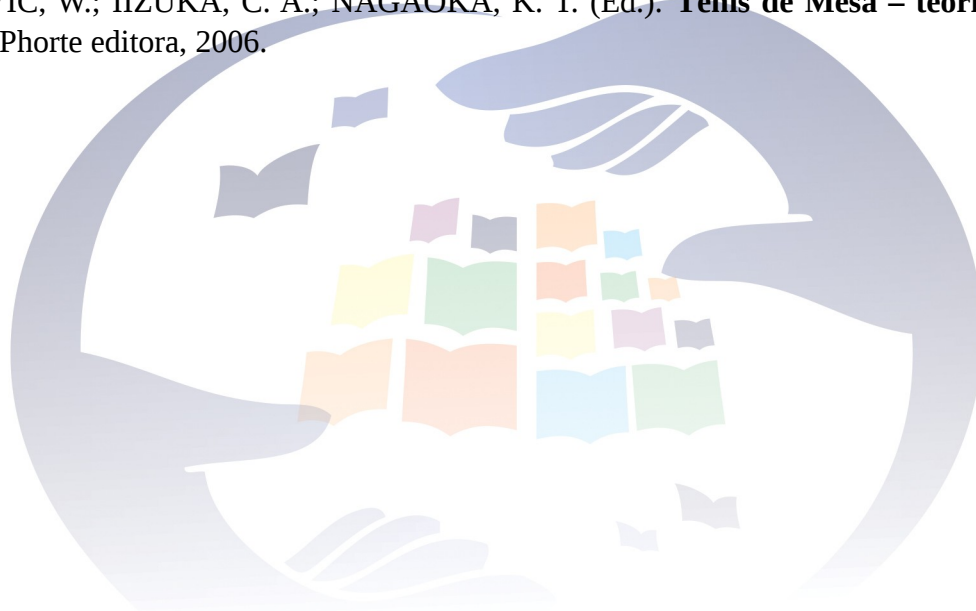 IC, W.; IIZUKA, C. A.; NAGAOKA, K. T. (Ed.). Tênis de Mesa – teori
Phorte editora, 2006.